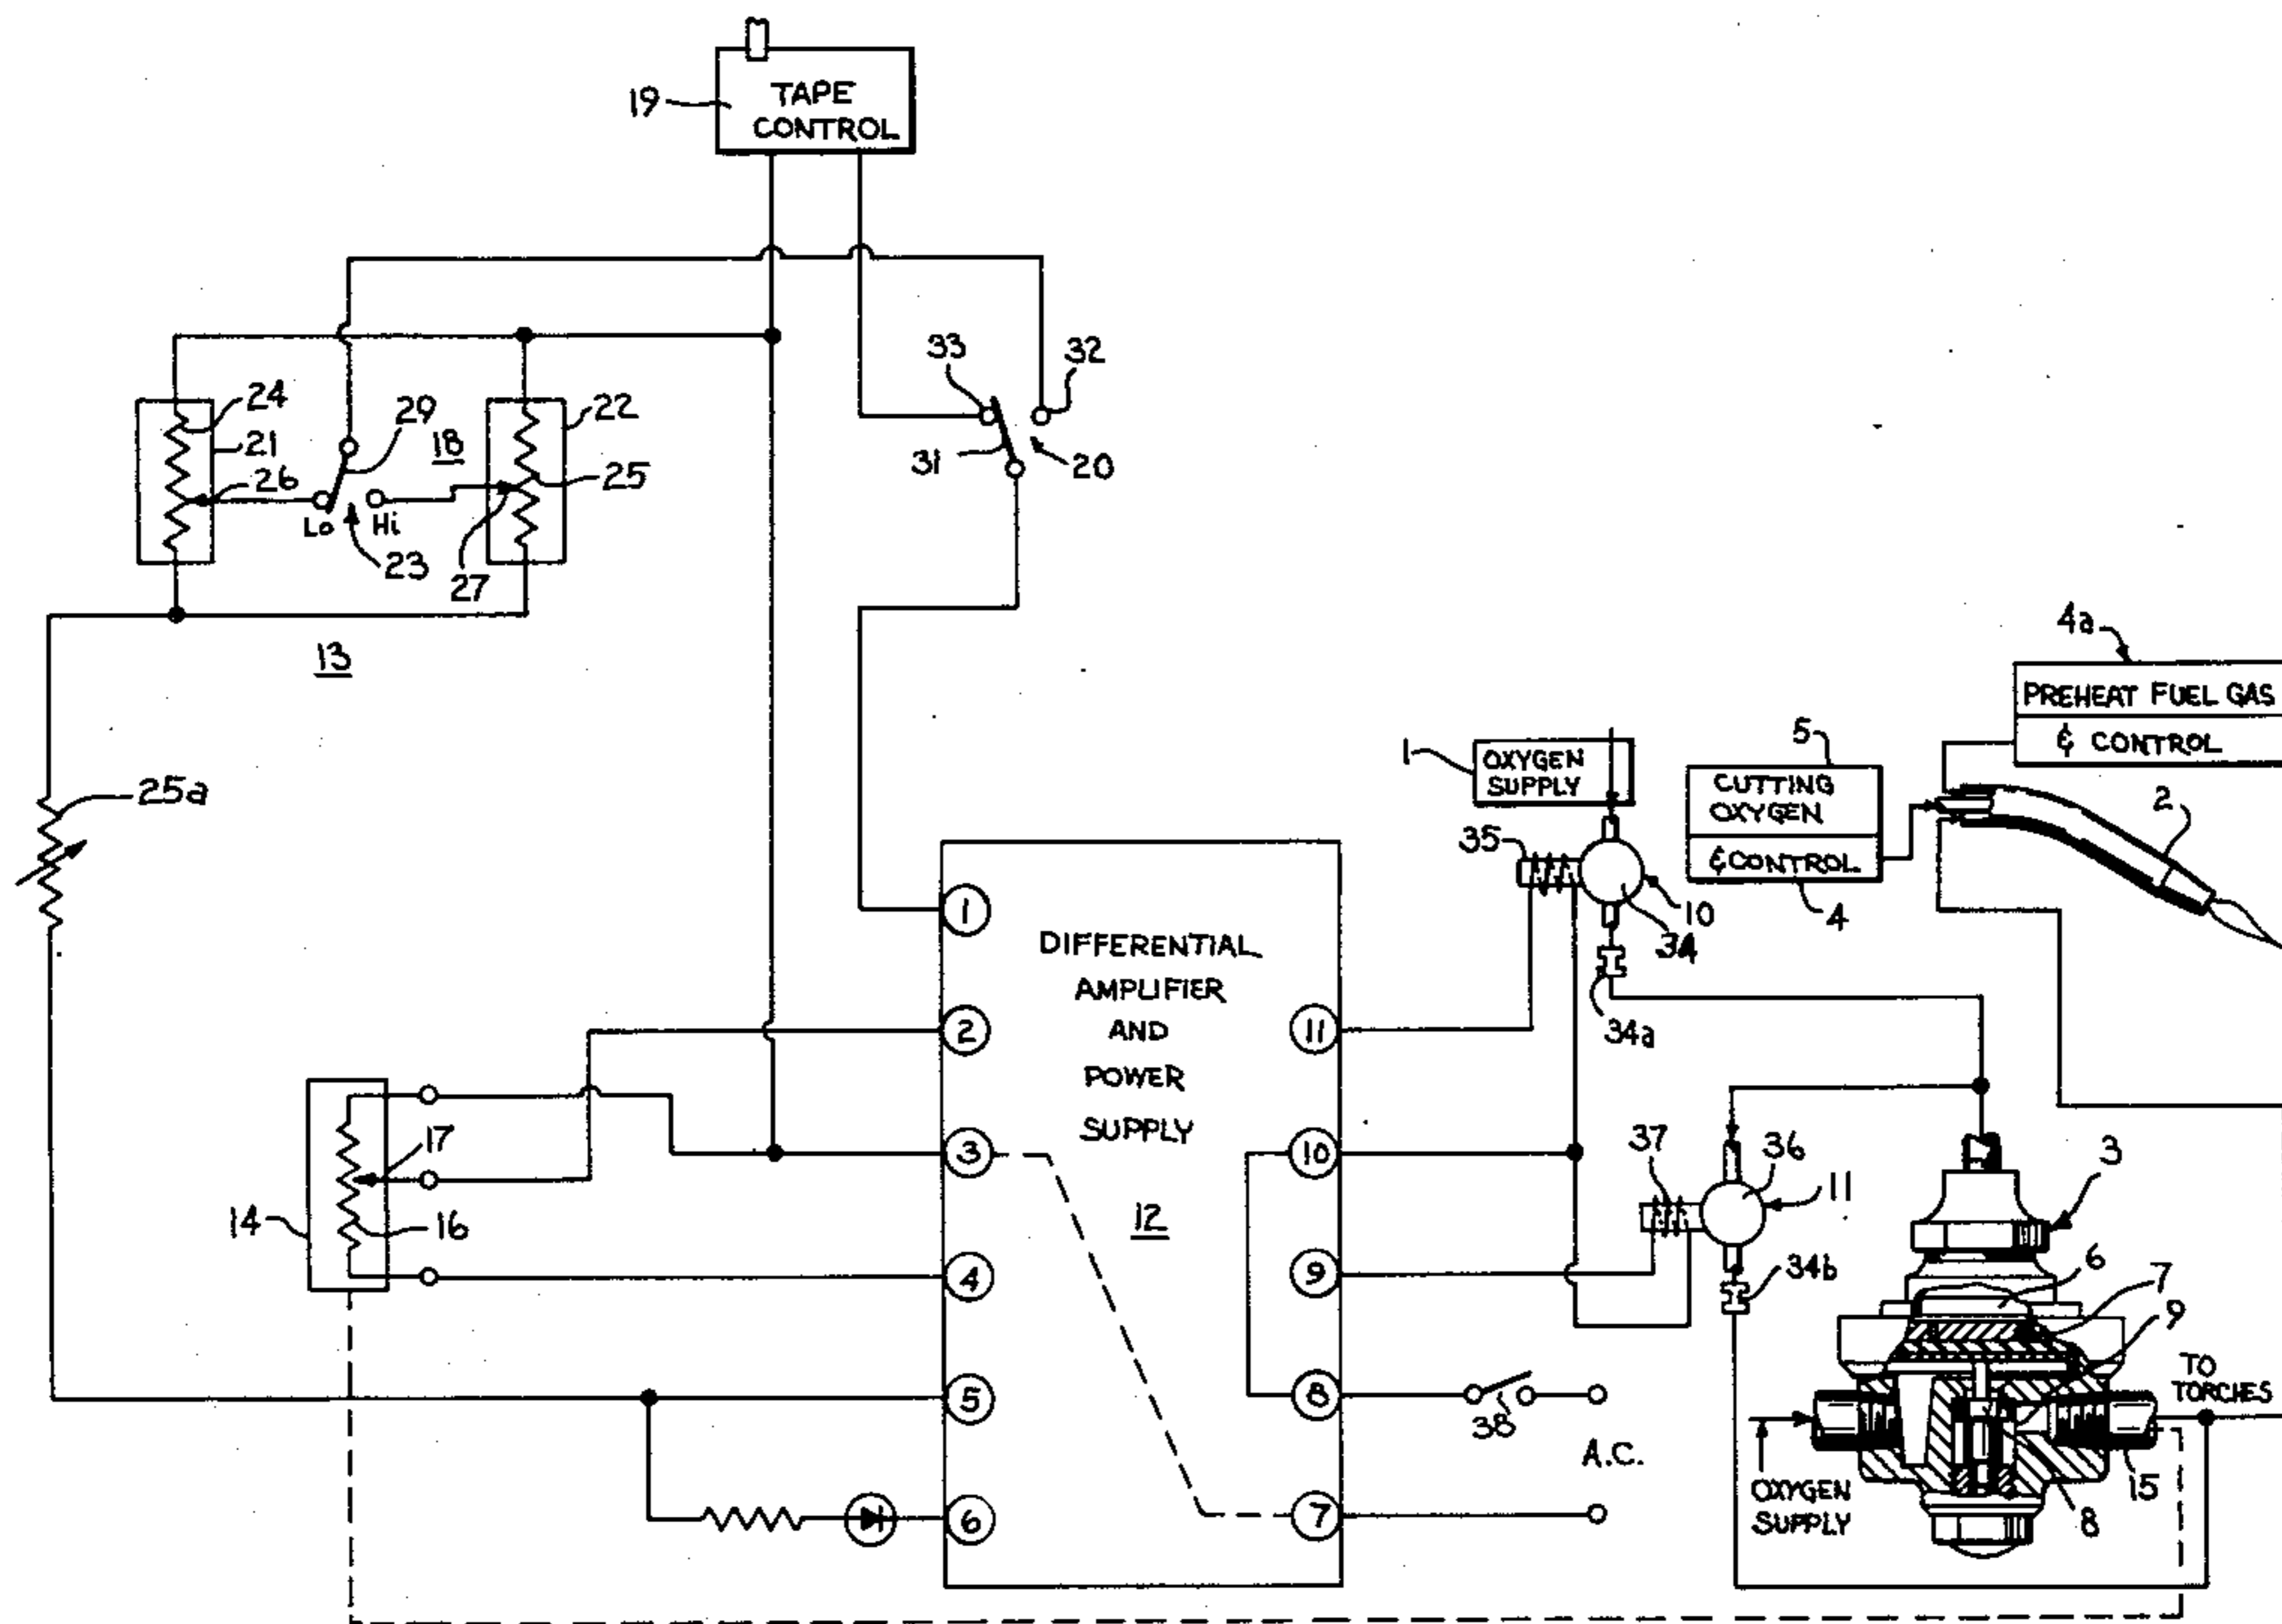 19
TAPE
CONTROL
33
32
24
29
18
22
21
26
31
20
25
Lo
Hi
23
27
13
4a
PREHEAT FUEL GAS
& CONTROL
1
OXYGEN
SUPPLY
5
CUTTING
OXYGEN
& CONTROL
4
2
25a
35
10
34
34a
1
DIFFERENTIAL
AMPLIFIER
AND
POWER
SUPPLY
12
2
11
3
10
4
9
5
8
6
7
17
14
16
37
36
11
34b
3
6
7
9
TO
TORCHES
38
A.C.
OXYGEN
SUPPLY
8
15